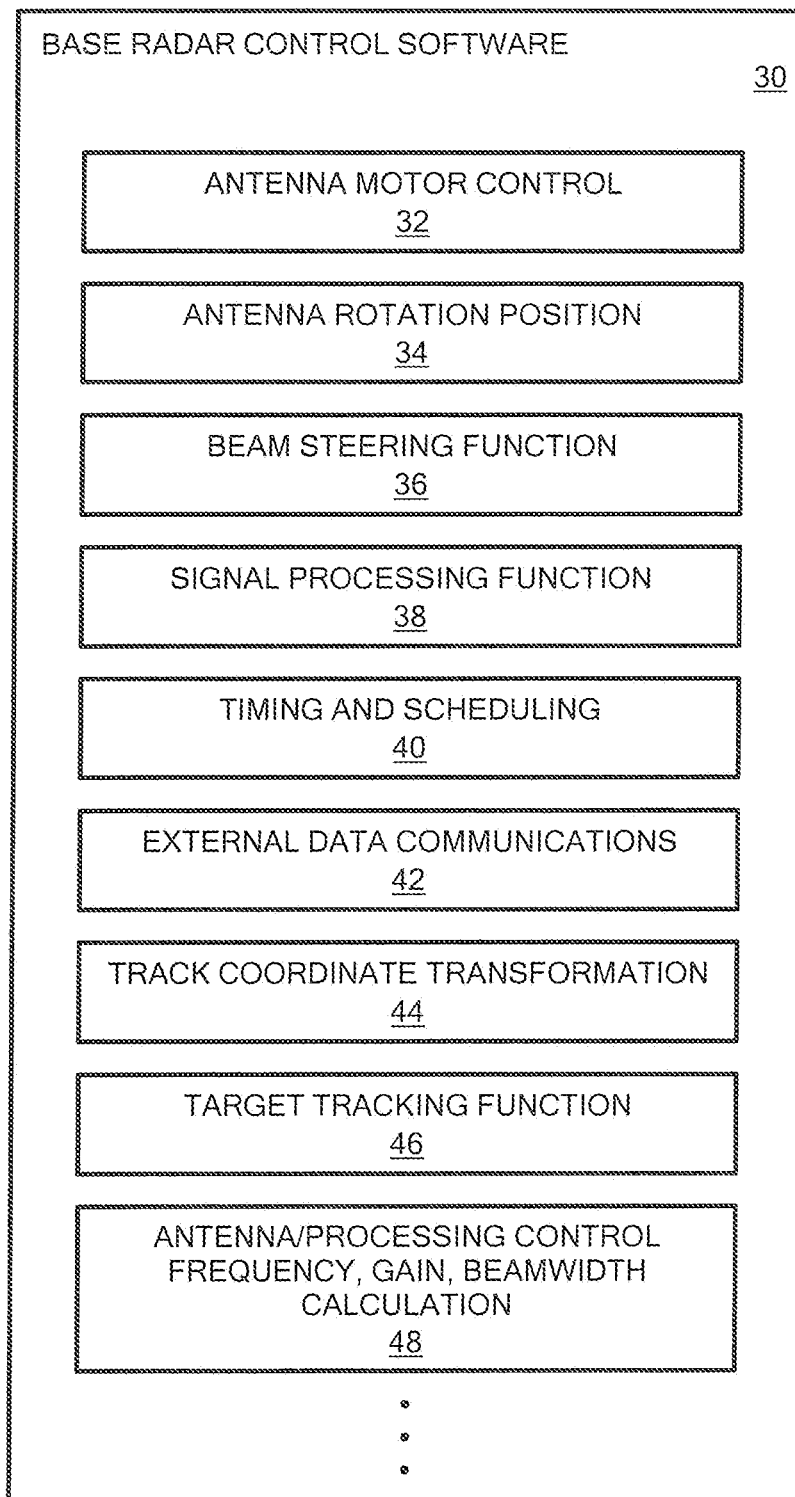 BASE RADAR CONTROL SOFTWARE
30
ANTENNA MOTOR CONTROL
32
ANTENNA ROTATION POSITION
34
BEAM STEERING FUNCTION
36
SIGNAL PROCESSING FUNCTION
38
TIMING AND SCHEDULING
40
EXTERNAL DATA COMMUNICATIONS
42
TRACK COORDINATE TRANSFORMATION
44
TARGET TRACKING FUNCTION
46
ANTENNA/PROCESSING CONTROL
FREQUENCY, GAIN, BEAMWIDTH
CALCULATION
48